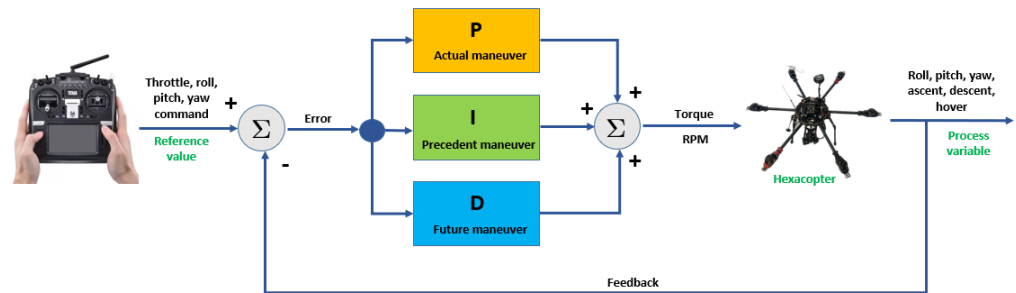 Throttle, roll,
pitch, yaw
command
Reference
value
+
Σ
-
Error
P
Actual maneuver
I
Precedent maneuver
D
Future maneuver
+
+
+
Σ
Torque
RPM
Hexacopter
Roll, pitch, yaw,
ascent, descent,
hover
Process
variable
Feedback